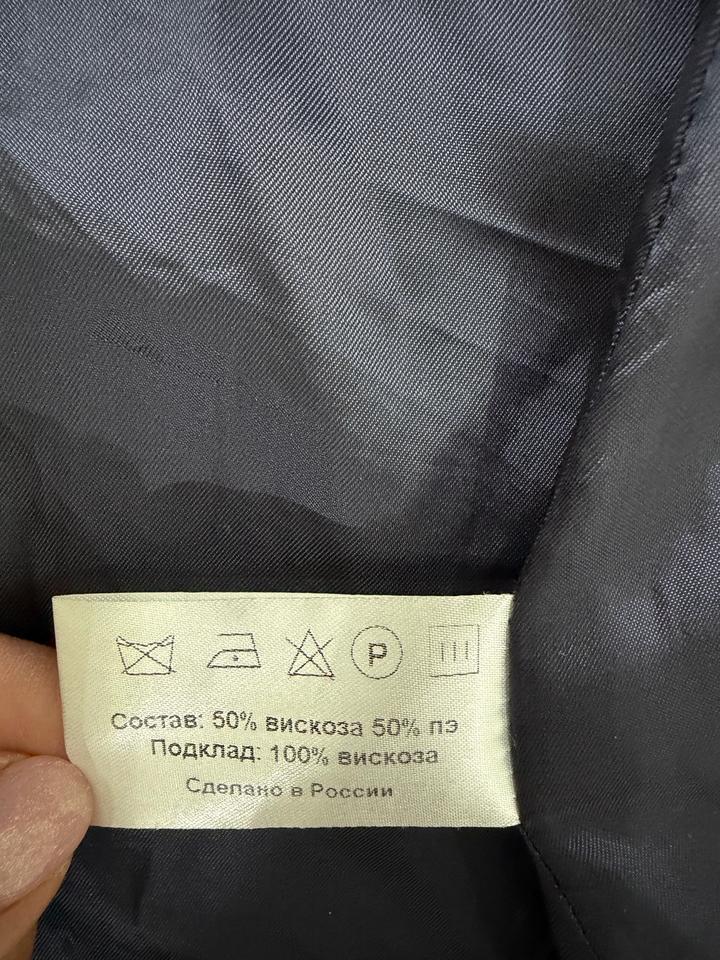 P
Состав: 50% вискоза 50% пэ
Подклад: 100% вискоза
Сделано в России